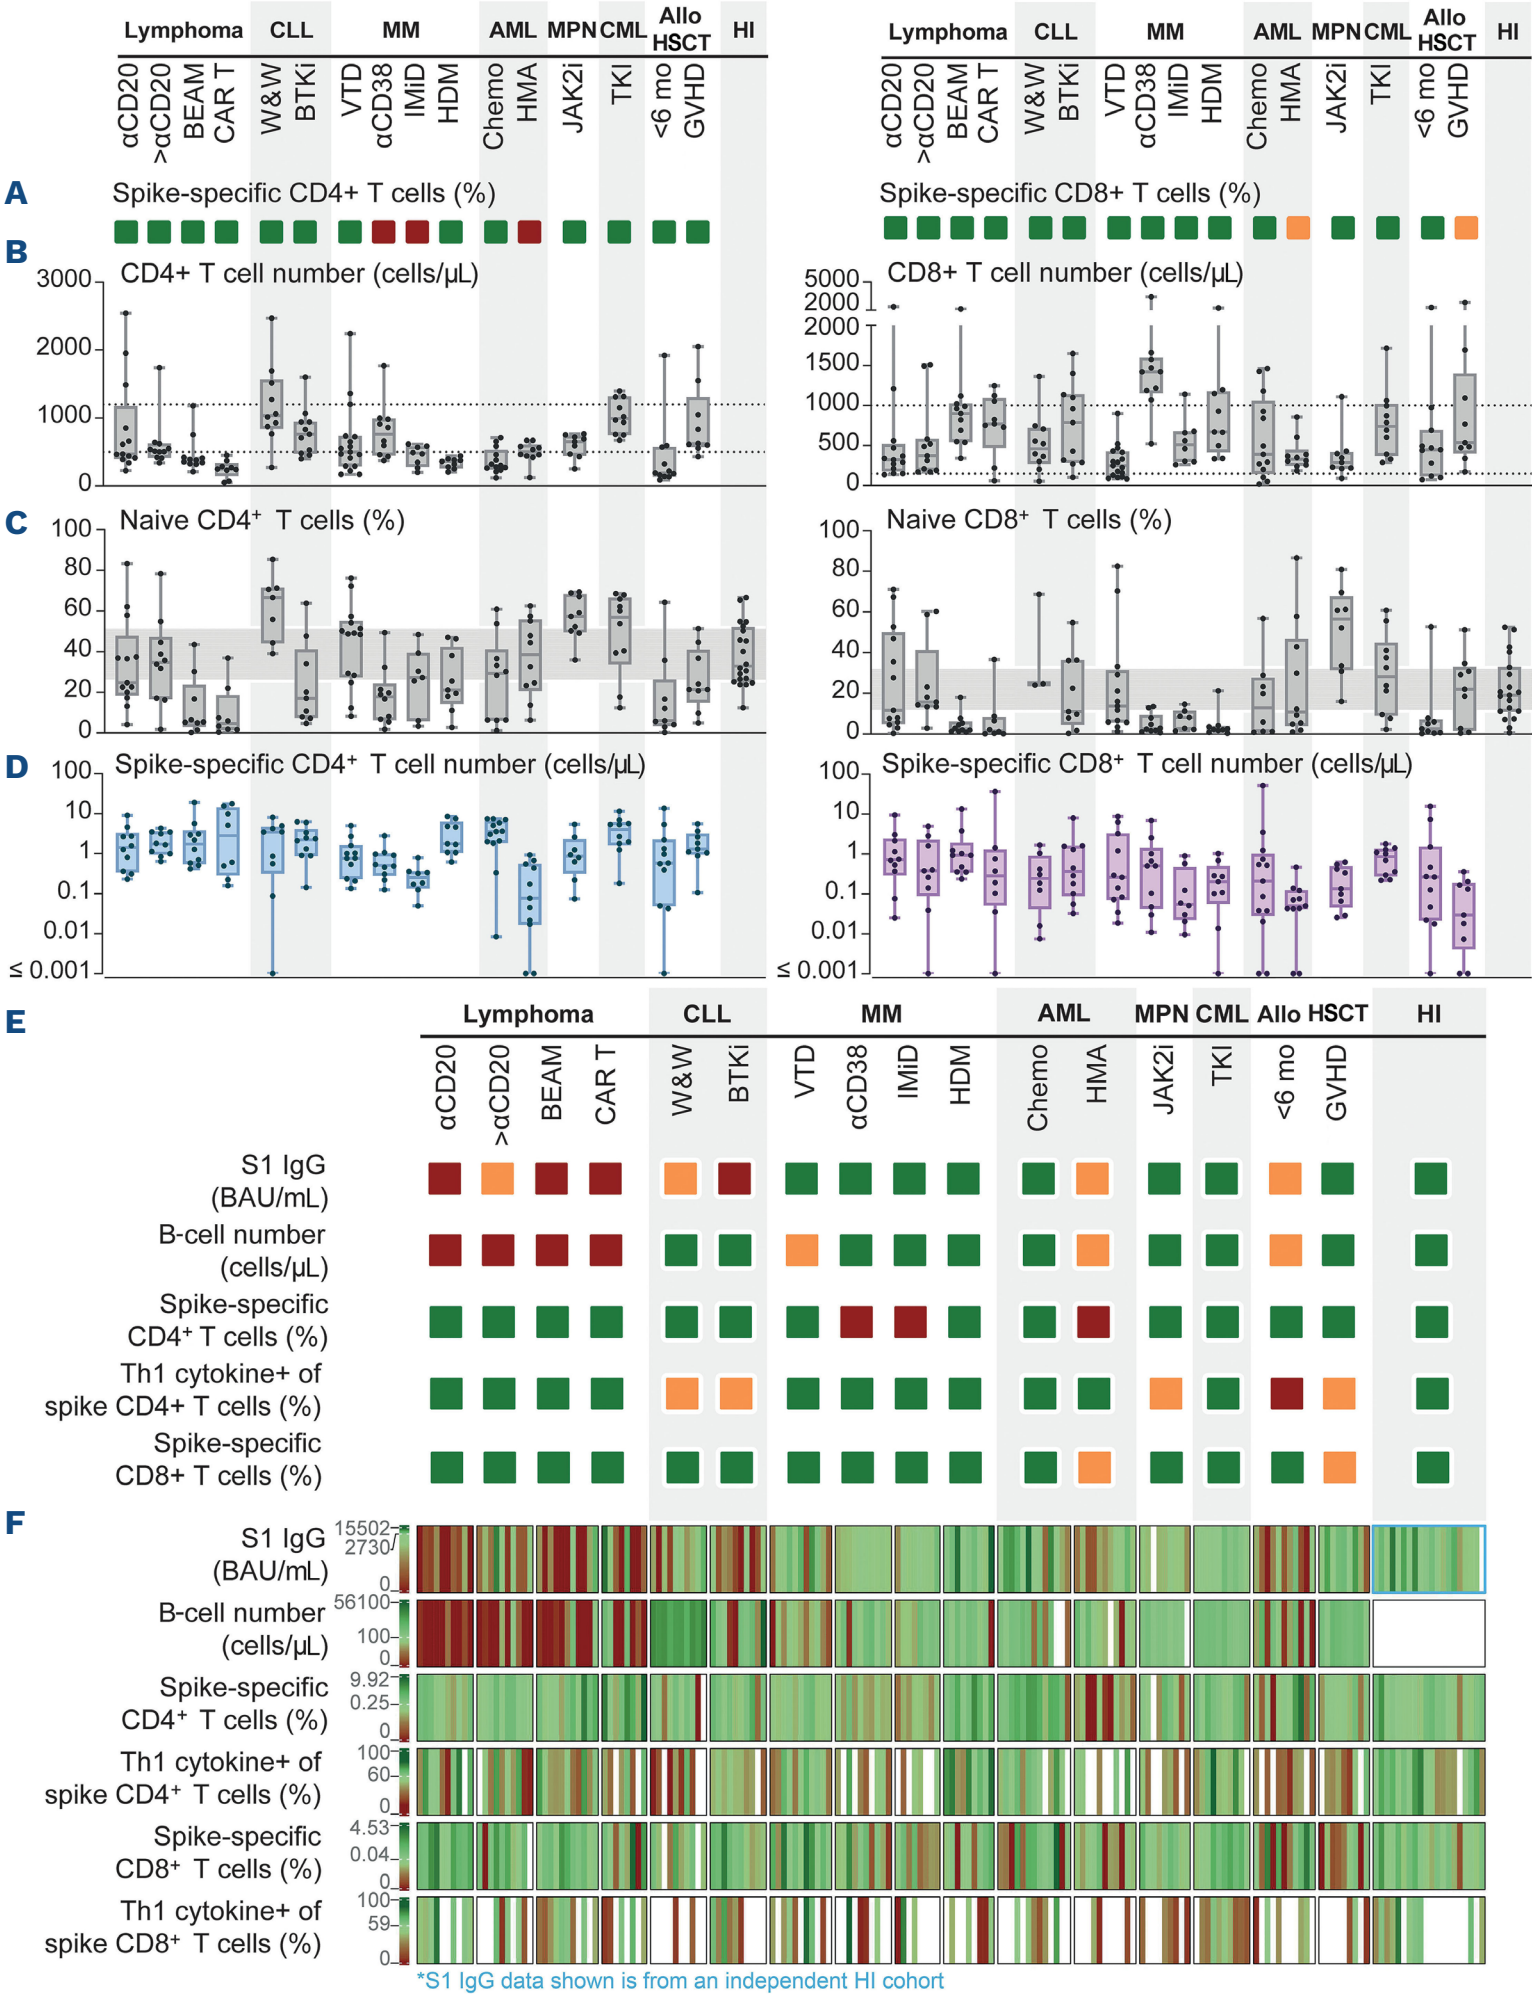 Lymphoma CLL MM AML MPN CML Allo HSCT HI
αCD20 >αCD20 BEAM CAR T W&W BTKi VTD αCD38 IMiD HDM Chemo HMA JAK2i TKI <6 mo GVHD
Lymphoma CLL MM AML MPN CML Allo HSCT HI
αCD20 >αCD20 BEAM CAR T W&W BTKi VTD αCD38 IMiD HDM Chemo HMA JAK2i TKI <6 mo GVHD
A
Spike-specific CD4+ T cells (%)
Spike-specific CD8+ T cells (%)
B
CD4+ T cell number (cells/µL)
3000
2000
1000
0
CD8+ T cell number (cells/µL)
5000
2000
2000
1500
1000
500
0
C
Naive CD4⁺ T cells (%)
100
80
60
40
20
0
Naive CD8⁺ T cells (%)
100
80
60
40
20
0
D
Spike-specific CD4⁺ T cell number (cells/µL)
100
10
1
0.1
0.01
≤ 0.001
Spike-specific CD8⁺ T cell number (cells/µL)
100
10
1
0.1
0.01
≤ 0.001
E
Lymphoma CLL MM AML MPN CML Allo HSCT HI
αCD20 >αCD20 BEAM CAR T W&W BTKi VTD αCD38 IMiD HDM Chemo HMA JAK2i TKI <6 mo GVHD
S1 IgG
(BAU/mL)
B-cell number
(cells/µL)
Spike-specific
CD4⁺ T cells (%)
Th1 cytokine+ of
spike CD4+ T cells (%)
Spike-specific
CD8+ T cells (%)
F
S1 IgG
(BAU/mL)
15502
2730
0
B-cell number
(cells/µL)
56100
100
0
Spike-specific
CD4⁺ T cells (%)
9.92
0.25
0
Th1 cytokine+ of
spike CD4⁺ T cells (%)
100
60
0
Spike-specific
CD8⁺ T cells (%)
4.53
0.04
0
Th1 cytokine+ of
spike CD8⁺ T cells (%)
100
59
0
*S1 IgG data shown is from an independent HI cohort